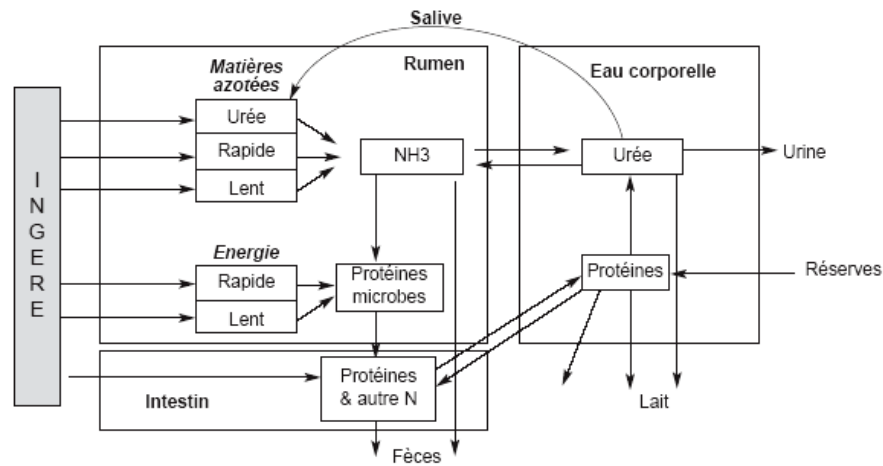 Salive
Matières
azotées
Rumen
Eau corporelle
INGERE
Urée
Rapide
Lent
NH3
Urée
Urine
Energie
Rapide
Lent
Protéines
microbes
Protéines
Réserves
Intestin
Protéines
& autre N
Lait
Fèces